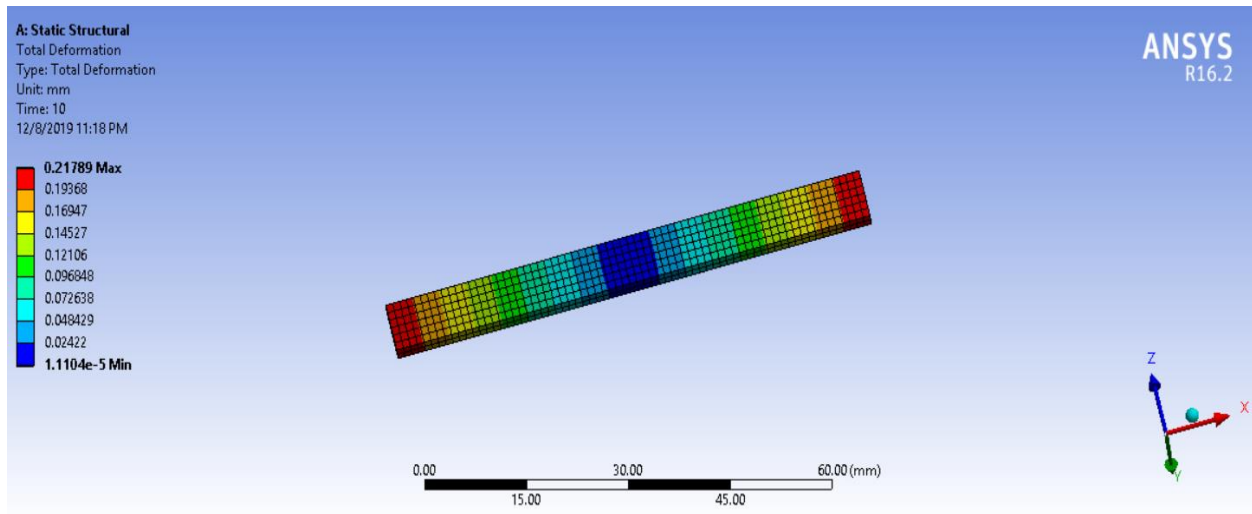 A: Static Structural
Total Deformation
Type: Total Deformation
Unit: mm
Time: 10
12/8/2019 11:18 PM
ANSYS
R16.2
0.21789 Max
0.19368
0.16947
0.14527
0.12106
0.096848
0.072638
0.048429
0.02422
1.1104e-5 Min
Z
X
Y
0.00 30.00 60.00 (mm)
15.00 45.00